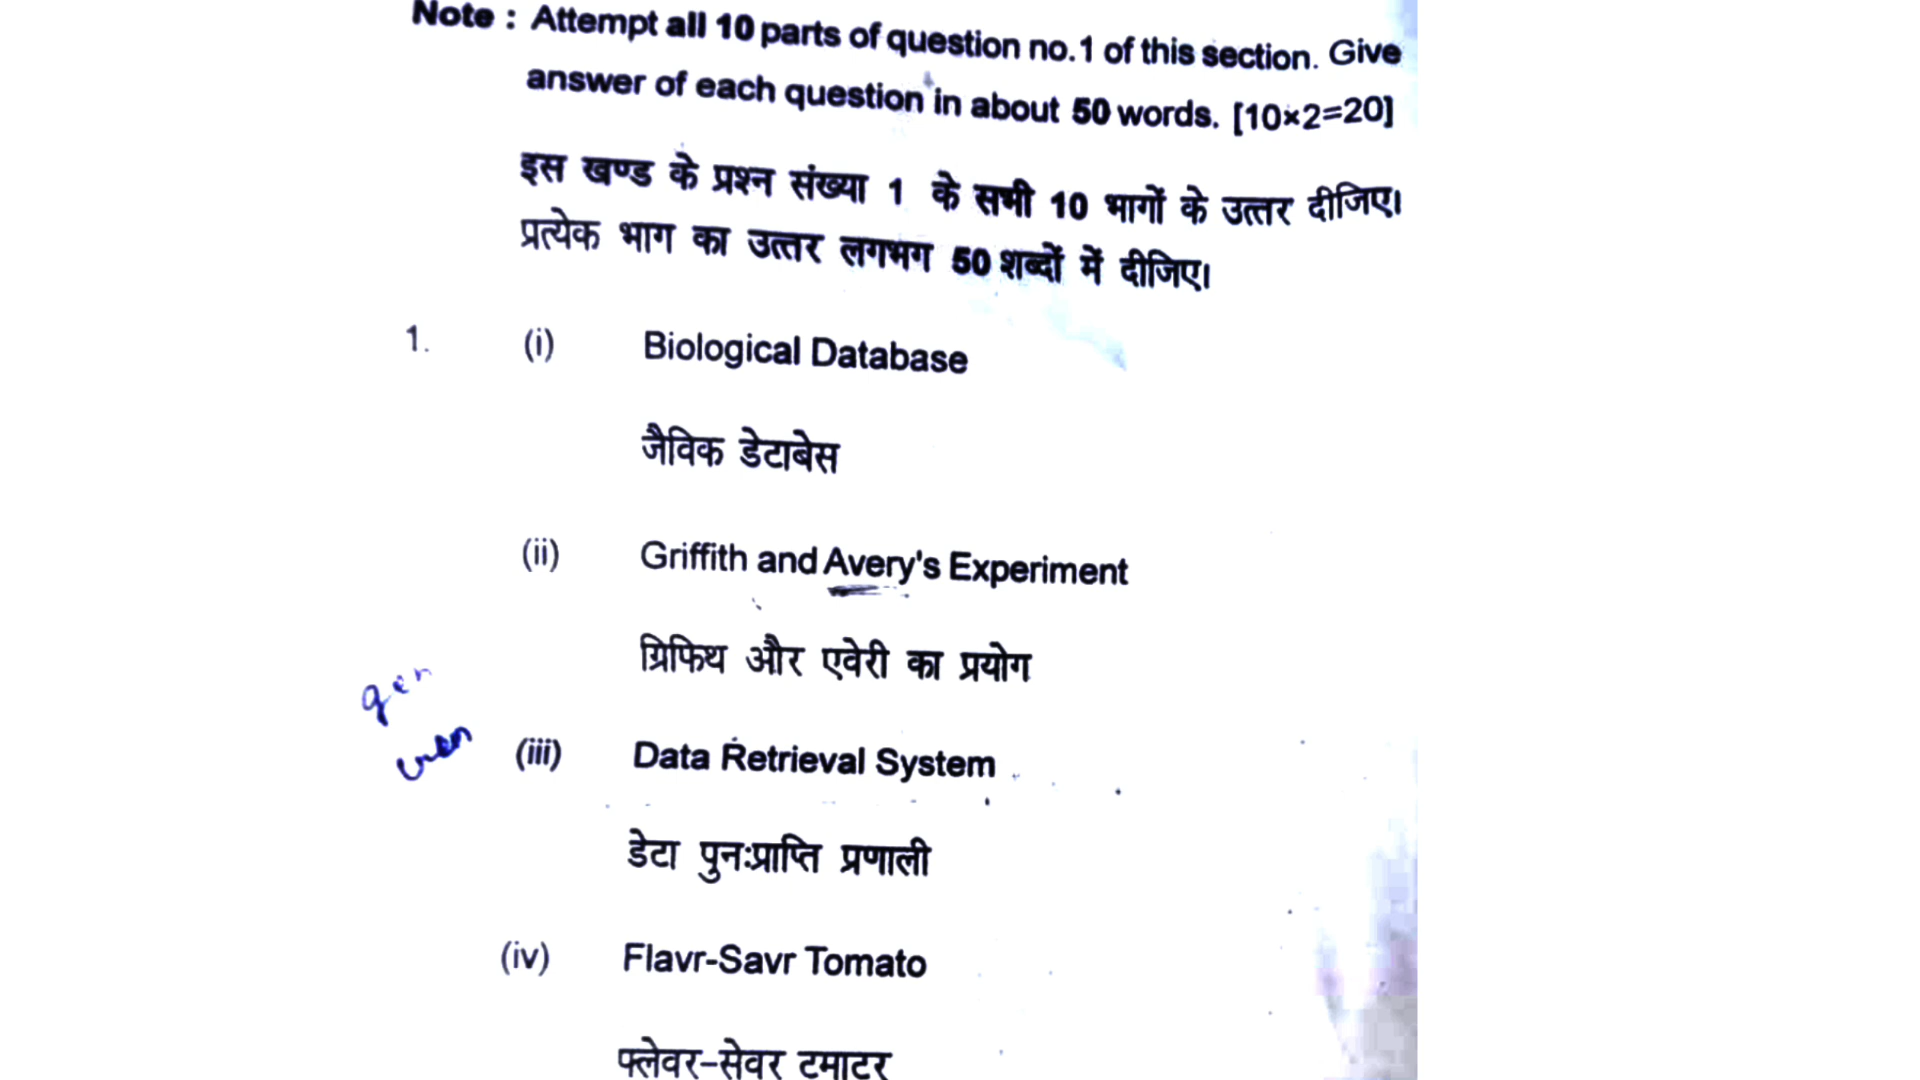 Note : Attempt all 10 parts of question no.1 of this section. Give
answer of each question in about 50 words. [10×2=20]
इस खण्ड के प्रश्न संख्या 1 के सभी 10 भागों के उत्तर दीजिए।
प्रत्येक भाग का उत्तर लगभग 50 शब्दों में दीजिए।
1. (i) Biological Database
जैविक डेटाबेस
(ii) Griffith and Avery's Experiment
ग्रिफिथ और एवेरी का प्रयोग
(iii) Data Retrieval System
डेटा पुनःप्राप्ति प्रणाली
(iv) Flavr-Savr Tomato
फ्लेवर-सेवर टमाटर